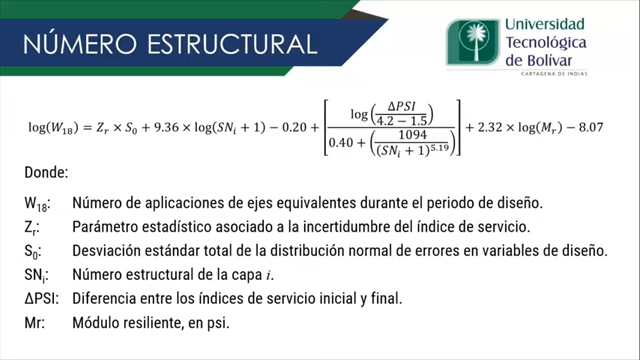 NÚMERO ESTRUCTURAL
Universidad
Tecnológica
de Bolívar
CARTAGENA DE INDIAS
log(W₁₈) = Zᵣ × S₀ + 9.36 × log(SNᵢ + 1) − 0.20 + [log(ΔPSI / (4.2 − 1.5)) / (0.40 + (1094 / (SNᵢ + 1)^5.19))] + 2.32 × log(Mᵣ) − 8.07
Donde:
W₁₈: Número de aplicaciones de ejes equivalentes durante el periodo de diseño.
Zᵣ: Parámetro estadístico asociado a la incertidumbre del índice de servicio.
S₀: Desviación estándar total de la distribución normal de errores en variables de diseño.
SNᵢ: Número estructural de la capa i.
ΔPSI: Diferencia entre los índices de servicio inicial y final.
Mr: Módulo resiliente, en psi.